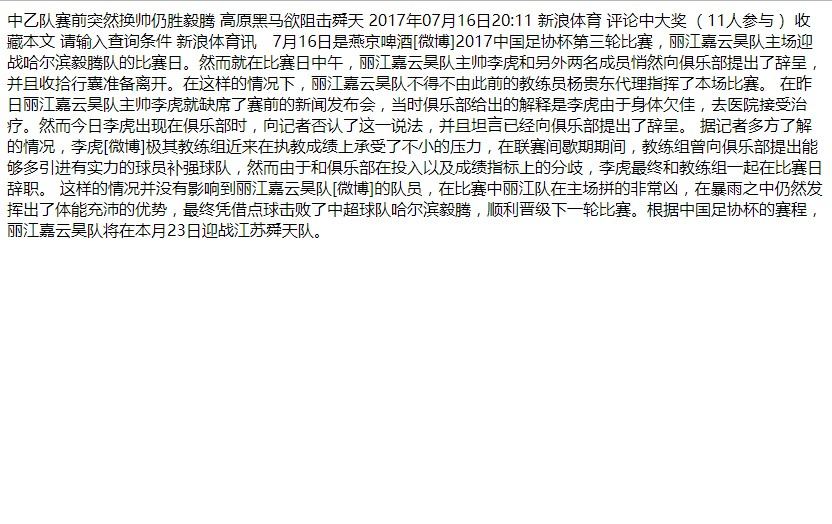 中乙队赛前突然换帅仍胜毅腾 高原黑马欲阻击舜天 2017年07月16日20:11 新浪体育 评论中大奖（11人参与） 收
藏本文 请输入查询条件 新浪体育讯　7月16日是燕京啤酒[微博]2017中国足协杯第三轮比赛，丽江嘉云昊队主场迎
战哈尔滨毅腾队的比赛日。然而就在比赛日中午，丽江嘉云昊队主帅李虎和另外两名成员悄然向俱乐部提出了辞呈，
并且收拾行囊准备离开。在这样的情况下，丽江嘉云昊队不得不由此前的教练员杨贵东代理指挥了本场比赛。 在昨
日丽江嘉云昊队主帅李虎就缺席了赛前的新闻发布会，当时俱乐部给出的解释是李虎由于身体欠佳，去医院接受治
疗。然而今日李虎出现在俱乐部时，向记者否认了这一说法，并且坦言已经向俱乐部提出了辞呈。 据记者多方了解
的情况，李虎[微博]极其教练组近来在执教成绩上承受了不小的压力，在联赛间歇期期间，教练组曾向俱乐部提出能
够多引进有实力的球员补强球队，然而由于和俱乐部在投入以及成绩指标上的分歧，李虎最终和教练组一起在比赛日
辞职。 这样的情况并没有影响到丽江嘉云昊队[微博]的队员，在比赛中丽江队在主场拼的非常凶，在暴雨之中仍然发
挥出了体能充沛的优势，最终凭借点球击败了中超球队哈尔滨毅腾，顺利晋级下一轮比赛。根据中国足协杯的赛程，
丽江嘉云昊队将在本月23日迎战江苏舜天队。